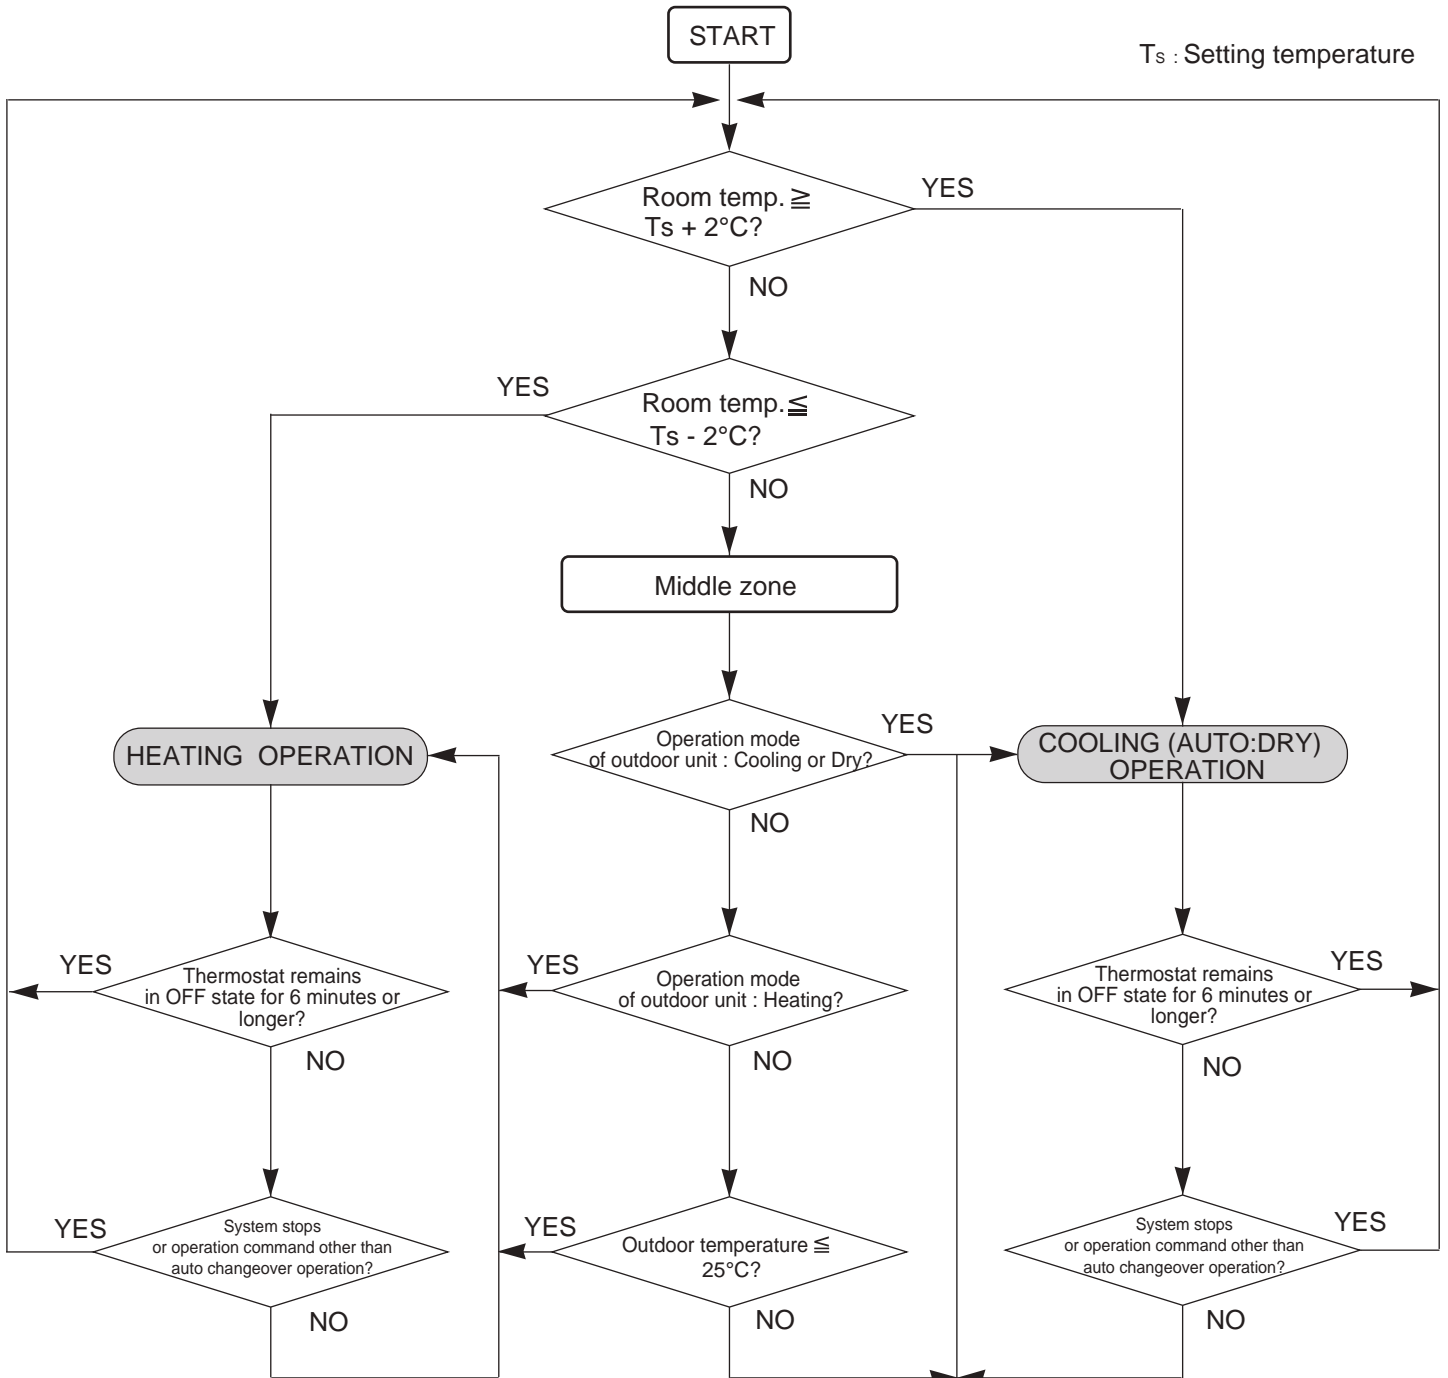 START
Ts : Setting temperature
Room temp. ≧
Ts + 2°C?
YES
NO
Room temp. ≦
Ts - 2°C?
YES
NO
Middle zone
HEATING OPERATION
Operation mode
of outdoor unit : Cooling or Dry?
YES
NO
COOLING (AUTO:DRY)
OPERATION
YES
Thermostat remains
in OFF state for 6 minutes or
longer?
NO
YES
Operation mode
of outdoor unit : Heating?
NO
Thermostat remains
in OFF state for 6 minutes or
longer?
YES
NO
YES
System stops
or operation command other than
auto changeover operation?
NO
YES
Outdoor temperature ≦
25°C?
NO
System stops
or operation command other than
auto changeover operation?
YES
NO